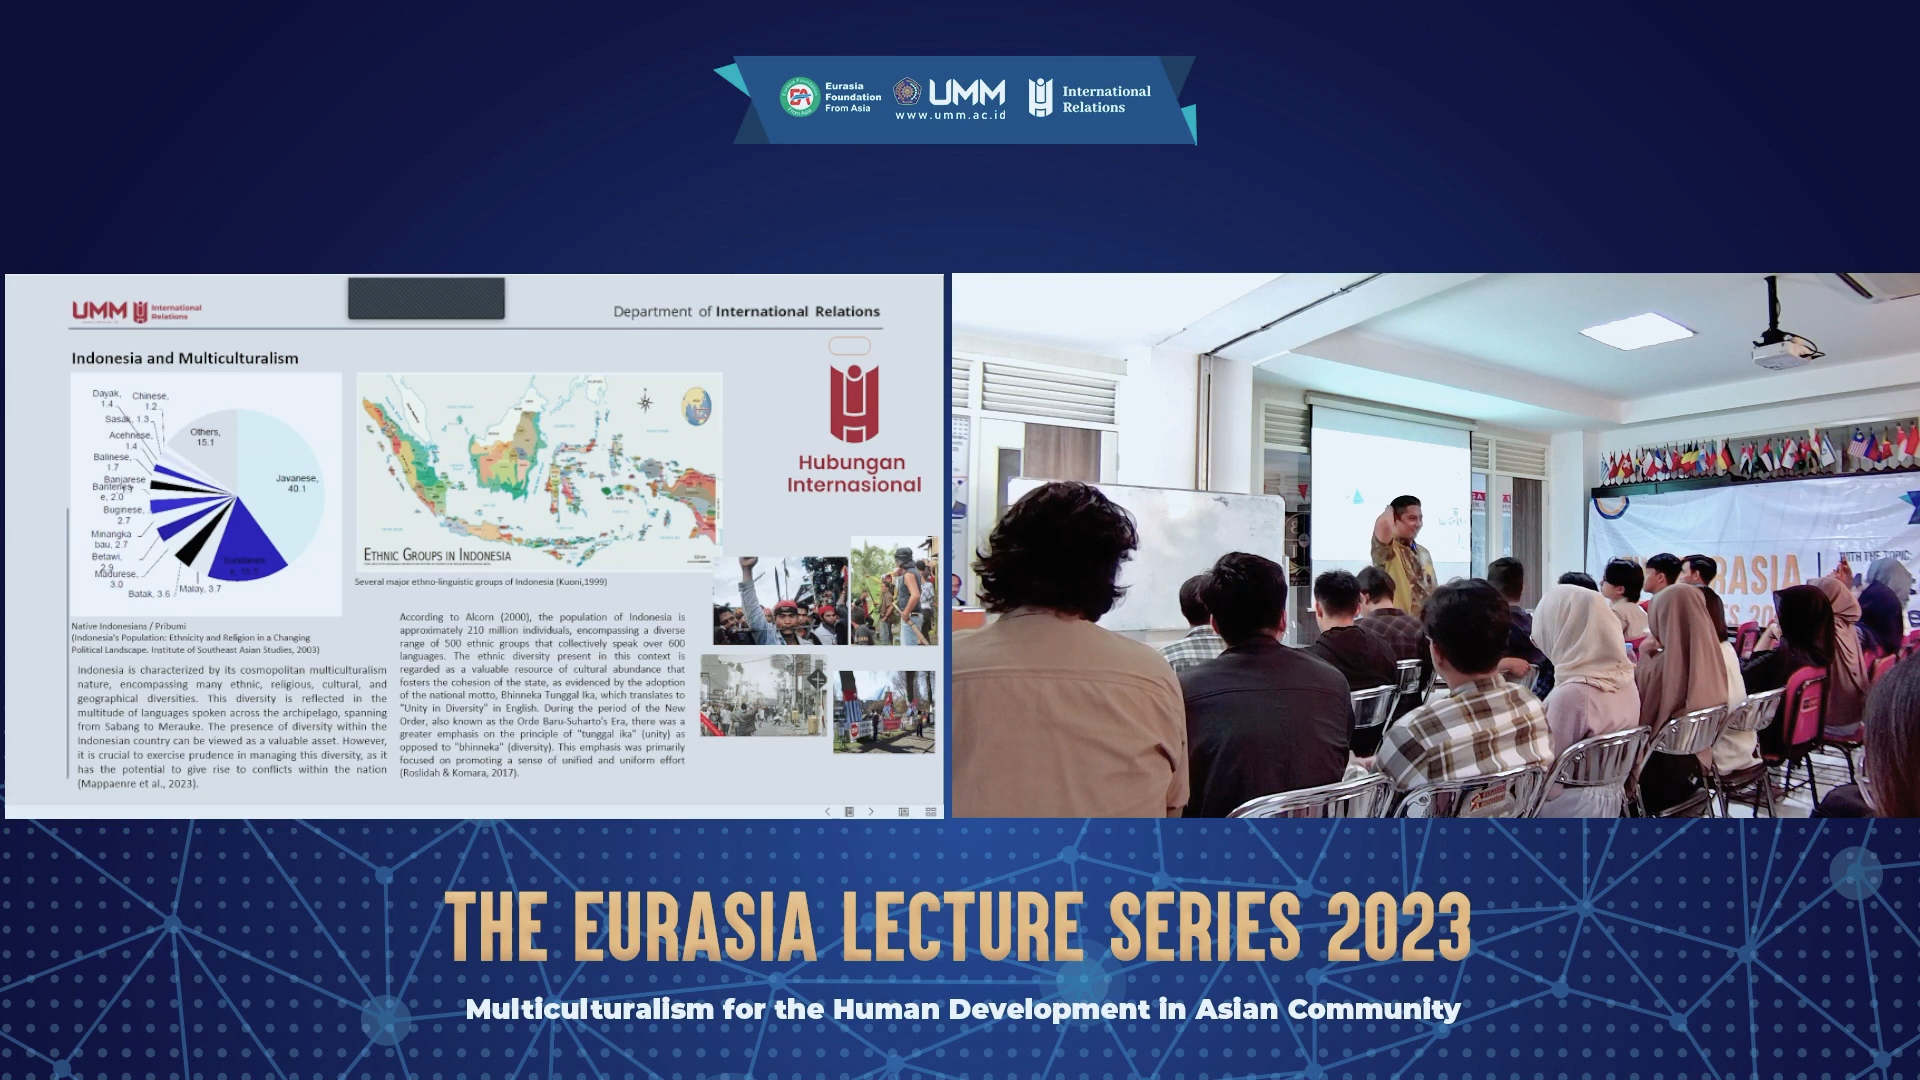 Eurasia
Foundation
From Asia
UMM
www.umm.ac.id
International
Relations
UMM International
Relations
Department of International Relations
Indonesia and Multiculturalism
Dayak,
1.4
Chinese,
1.2
Sasak, 1.3
Acehnese,
1.4
Balinese,
1.7
Banjarese
Bantenes
e, 2.0
Buginese,
2.7
Minangka
bau, 2.7
Betawi,
2.9
Madurese,
3.0
Batak, 3.6
Malay, 3.7
Others,
15.1
Javanese,
40.1
Native Indonesians / Pribumi
(Indonesia's Population: Ethnicity and Religion in a Changing
Political Landscape. Institute of Southeast Asian Studies, 2003)
Indonesia is characterized by its cosmopolitan multiculturalism
nature, encompassing many ethnic, religious, cultural, and
geographical diversities. This diversity is reflected in the
multitude of languages spoken across the archipelago, spanning
from Sabang to Merauke. The presence of diversity within the
Indonesian country can be viewed as a valuable asset. However,
it is crucial to exercise prudence in managing this diversity, as it
has the potential to give rise to conflicts within the nation
(Mappaenre et al., 2023).
ETHNIC GROUPS IN INDONESIA
Several major ethno-linguistic groups of Indonesia (Kuoni,1999)
According to Alcorn (2000), the population of Indonesia is
approximately 210 million individuals, encompassing a diverse
range of 500 ethnic groups that collectively speak over 600
languages. The ethnic diversity present in this context is
regarded as a valuable resource of cultural abundance that
fosters the cohesion of the state, as evidenced by the adoption
of the national motto, Bhinneka Tunggal Ika, which translates to
"Unity in Diversity" in English. During the period of the New
Order, also known as the Orde Baru-Suharto's Era, there was a
greater emphasis on the principle of "tunggal ika" (unity) as
opposed to "bhinneka" (diversity). This emphasis was primarily
focused on promoting a sense of unified and uniform effort
(Roslidah & Komara, 2017).
Hubungan
Internasional
WITH THE TOPIC:
THE EURASIA LECTURE SERIES 2023
Multiculturalism for the Human Development in Asian Community